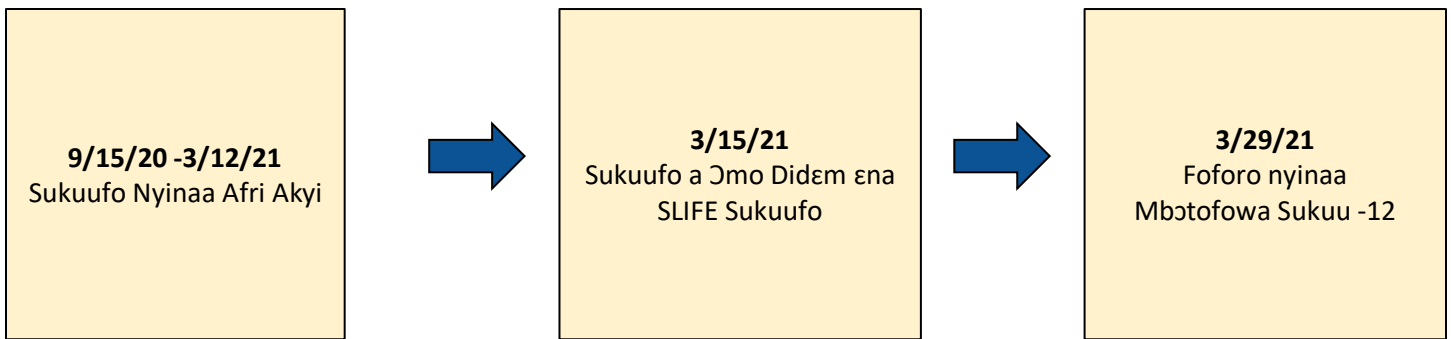 9/15/20 -3/12/21
Sukuufo Nyinaa Afri Akyi
3/15/21
Sukuufo a Ɔmo Didɛm ɛna
SLIFE Sukuufo
3/29/21
Foforo nyinaa
Mbɔtofowa Sukuu -12